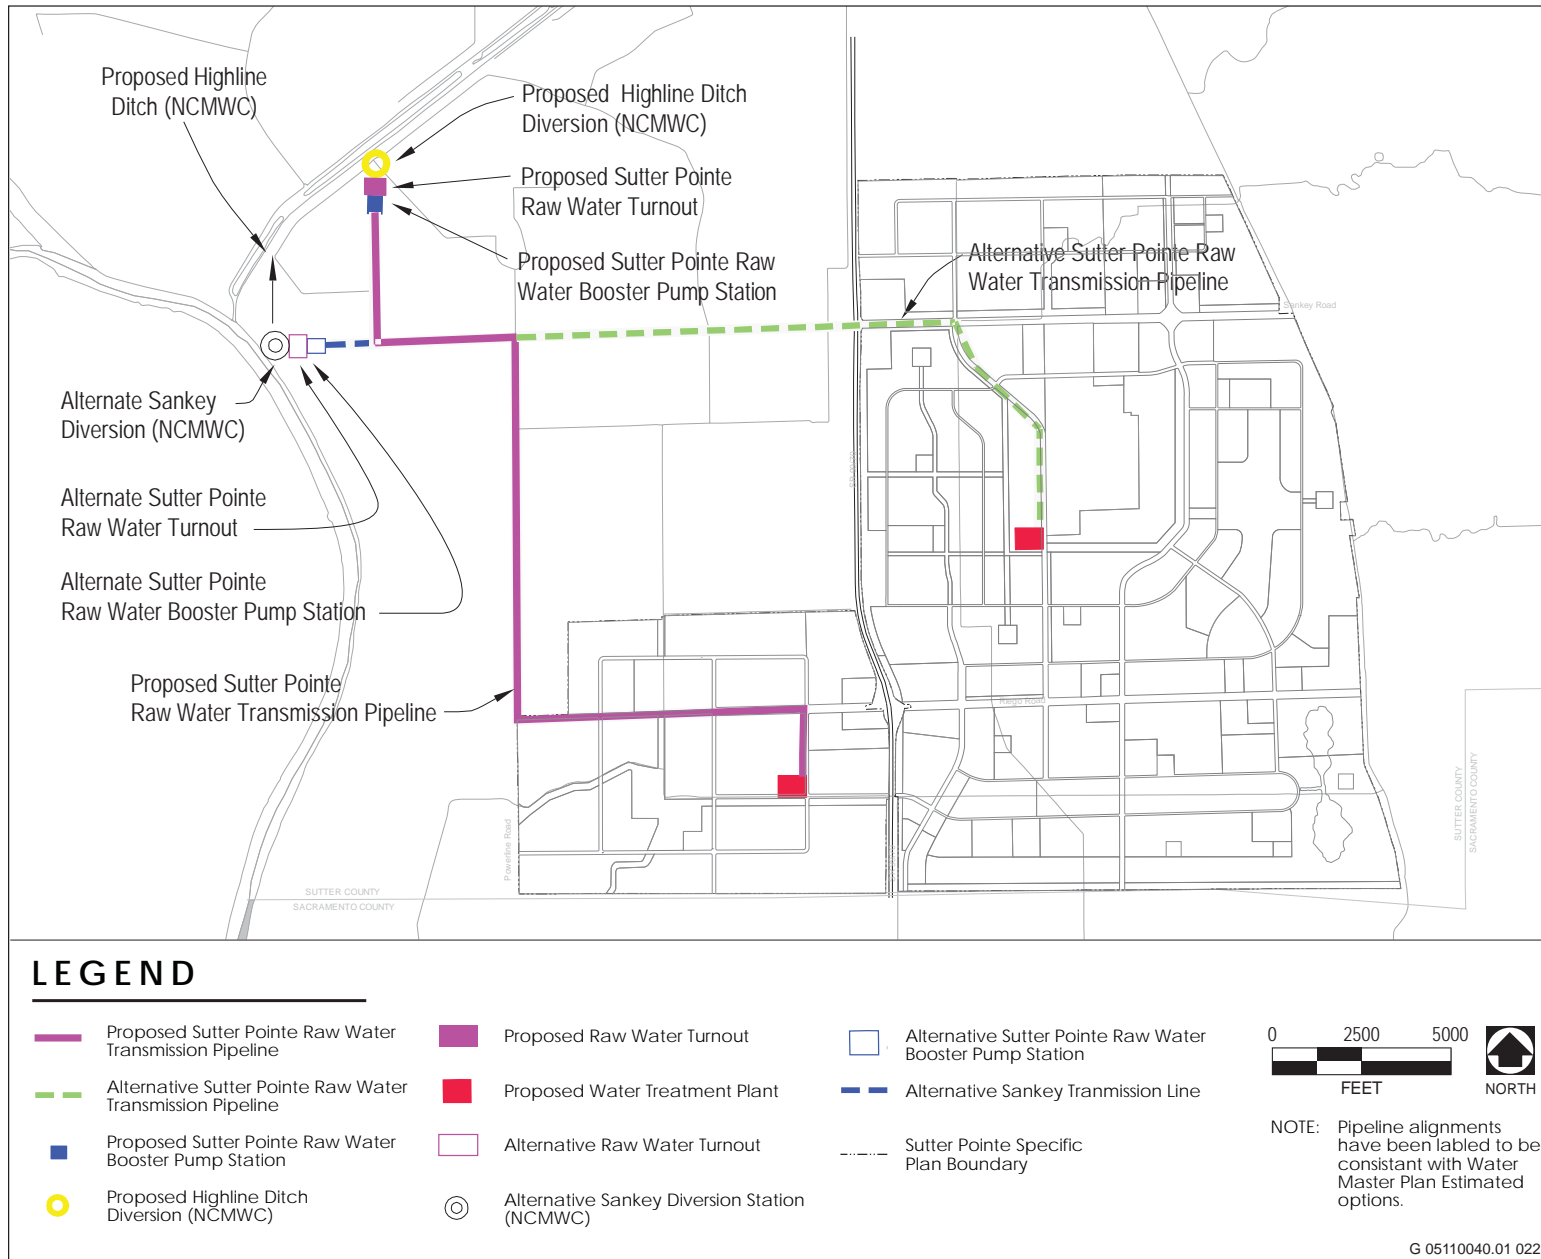 Proposed Highline
Ditch (NCMWC)
Proposed  Highline Ditch
Diversion (NCMWC)
Proposed Sutter Pointe
Raw Water Turnout
Proposed Sutter Pointe Raw
Water Booster Pump Station
Alternative Sutter Pointe Raw
Water Transmission Pipeline
Sankey Road
Alternate Sankey
Diversion (NCMWC)
Alternate Sutter Pointe
Raw Water Turnout
Alternate Sutter Pointe
Raw Water Booster Pump Station
Proposed Sutter Pointe
Raw Water Transmission Pipeline
Riego Road
Powerline Road
SUTTER COUNTY
SACRAMENTO COUNTY
SUTTER COUNTY
SACRAMENTO COUNTY
LEGEND
Proposed Sutter Pointe Raw Water
Transmission Pipeline
Alternative Sutter Pointe Raw Water
Transmission Pipeline
Proposed Sutter Pointe Raw Water
Booster Pump Station
Proposed Highline Ditch
Diversion (NCMWC)
Proposed Raw Water Turnout
Proposed Water Treatment Plant
Alternative Raw Water Turnout
Alternative Sankey Diversion Station
(NCMWC)
Alternative Sutter Pointe Raw Water
Booster Pump Station
Alternative Sankey Tranmission Line
Sutter Pointe Specific
Plan Boundary
0 2500 5000
FEET
NORTH
NOTE: Pipeline alignments
have been labled to be
consistant with Water
Master Plan Estimated
options.
G 05110040.01 022